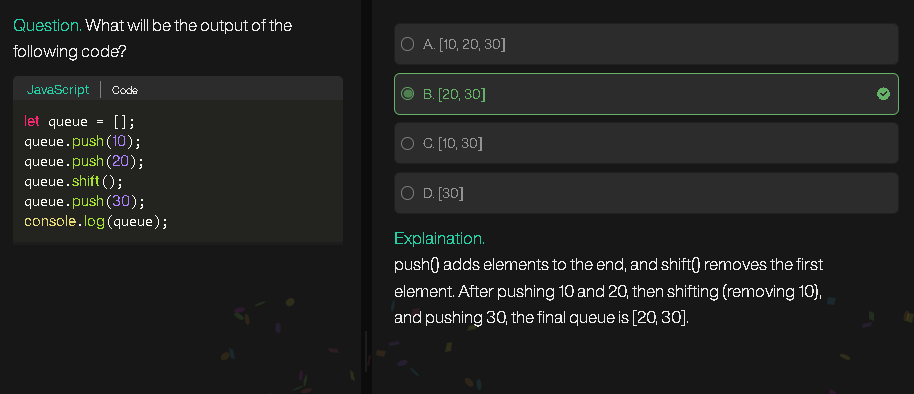 Question. What will be the output of the
following code?
JavaScript | Code
let queue = [];
queue.push(10);
queue.push(20);
queue.shift();
queue.push(30);
console.log(queue);
A. [10, 20, 30]
B. [20, 30]
C. [10, 30]
D. [30]
Explaination.
push() adds elements to the end, and shift() removes the first
element. After pushing 10 and 20, then shifting (removing 10),
and pushing 30, the final queue is [20, 30].